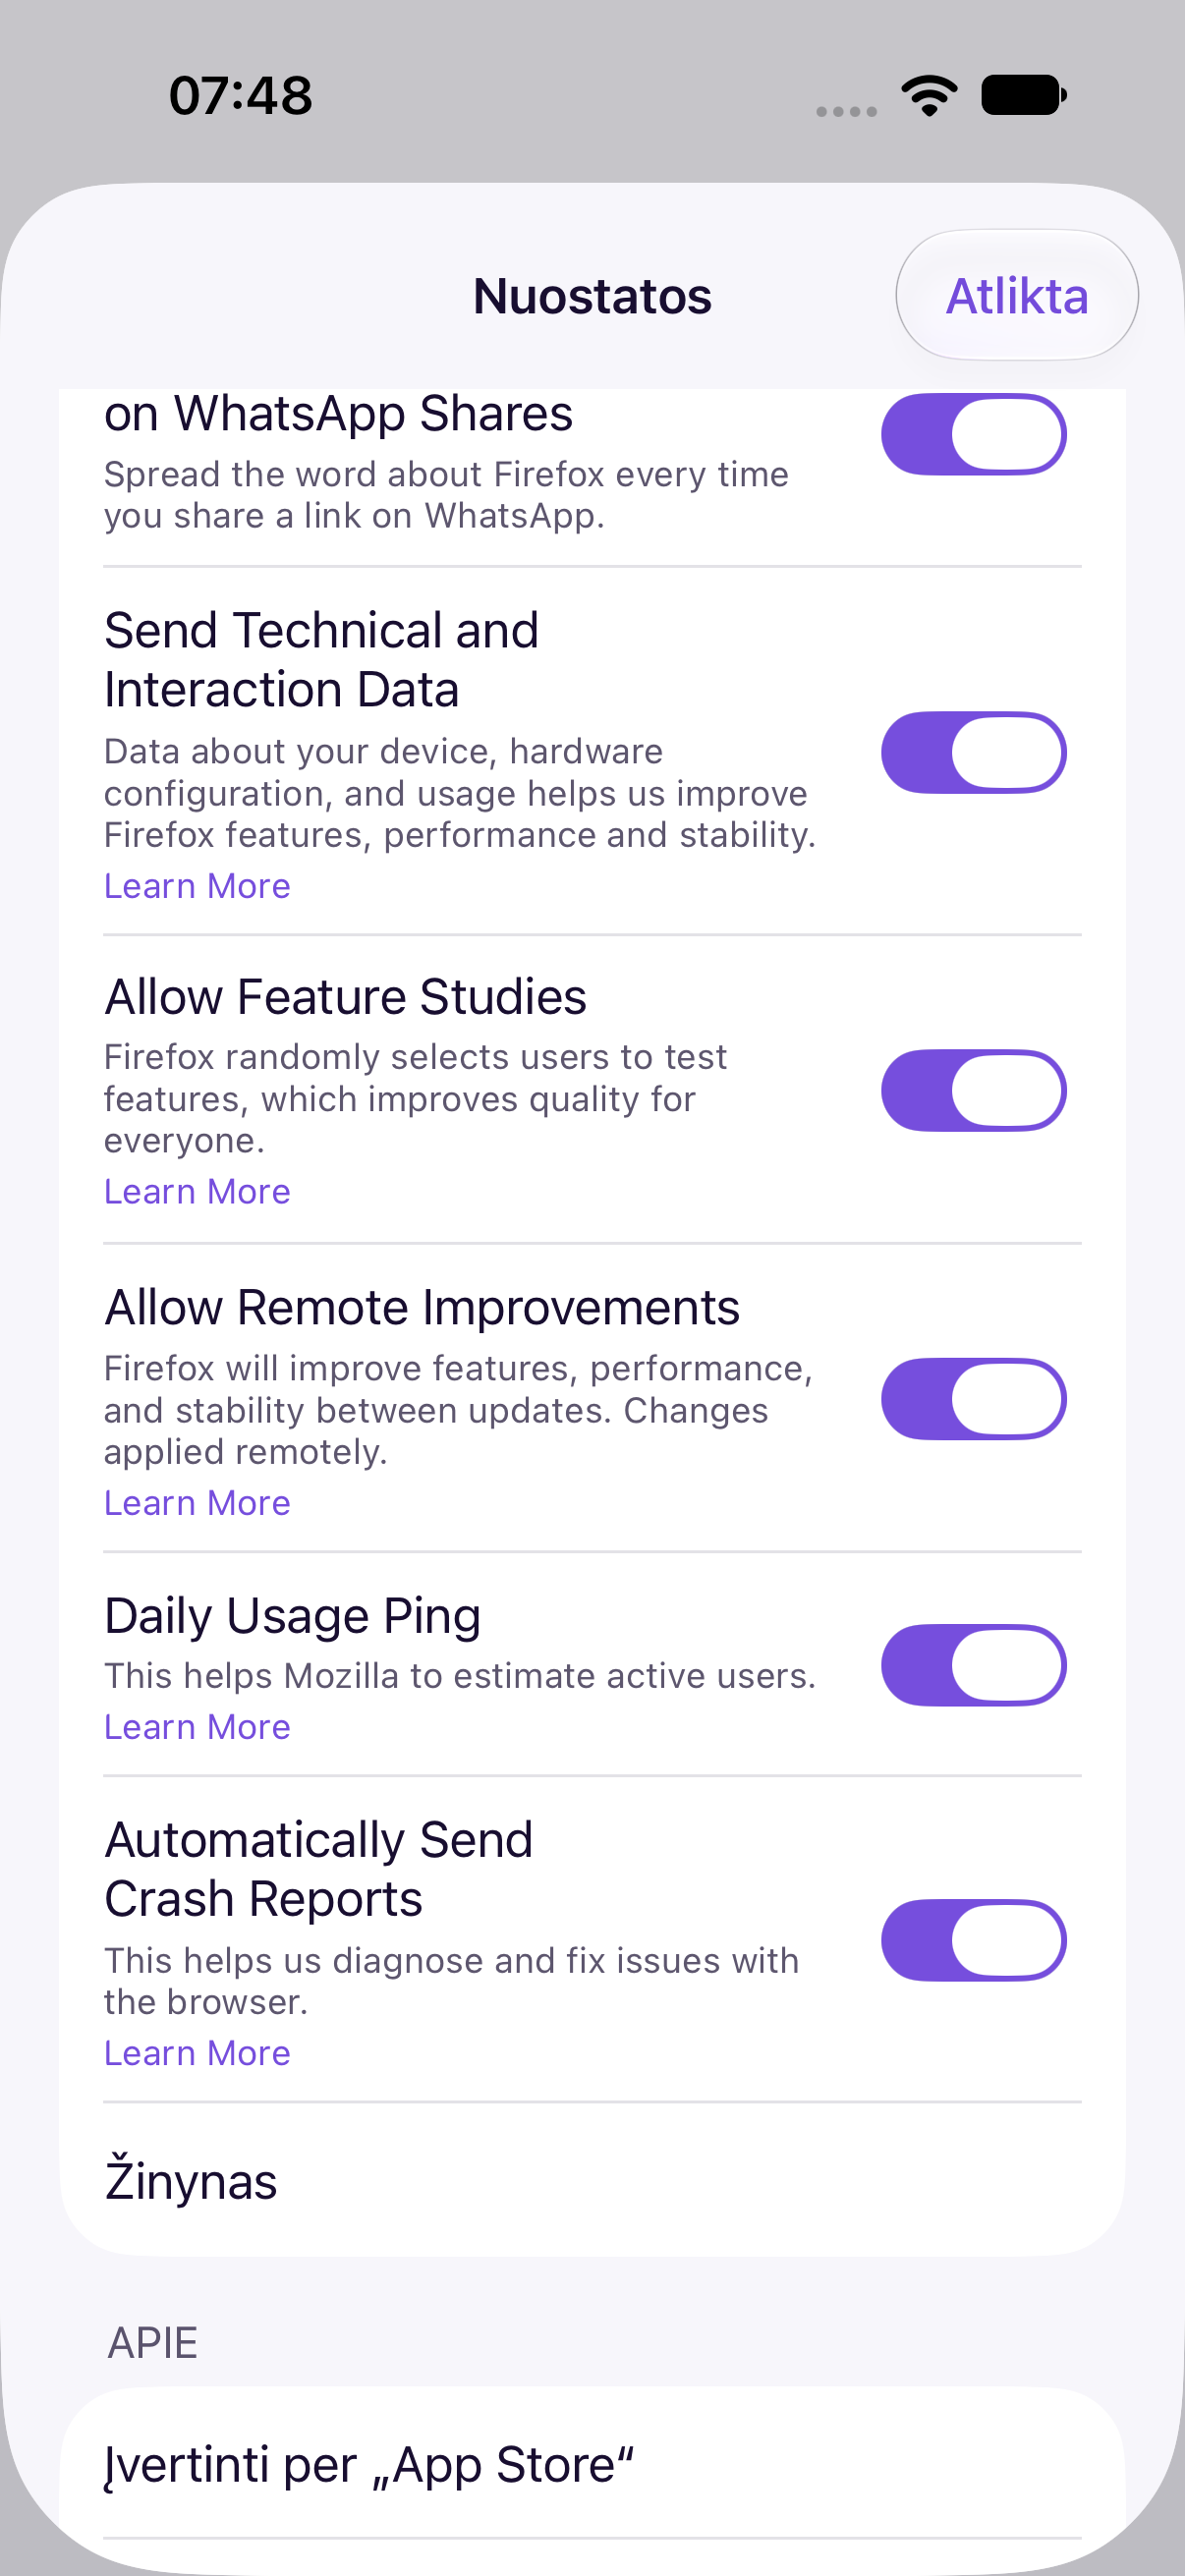 07:48
Nuostatos
Atlikta
on WhatsApp Shares
Spread the word about Firefox every time
you share a link on WhatsApp.
Send Technical and
Interaction Data
Data about your device, hardware
configuration, and usage helps us improve
Firefox features, performance and stability.
Learn More
Allow Feature Studies
Firefox randomly selects users to test
features, which improves quality for
everyone.
Learn More
Allow Remote Improvements
Firefox will improve features, performance,
and stability between updates. Changes
applied remotely.
Learn More
Daily Usage Ping
This helps Mozilla to estimate active users.
Learn More
Automatically Send
Crash Reports
This helps us diagnose and fix issues with
the browser.
Learn More
Žinynas
APIE
Įvertinti per „App Store“